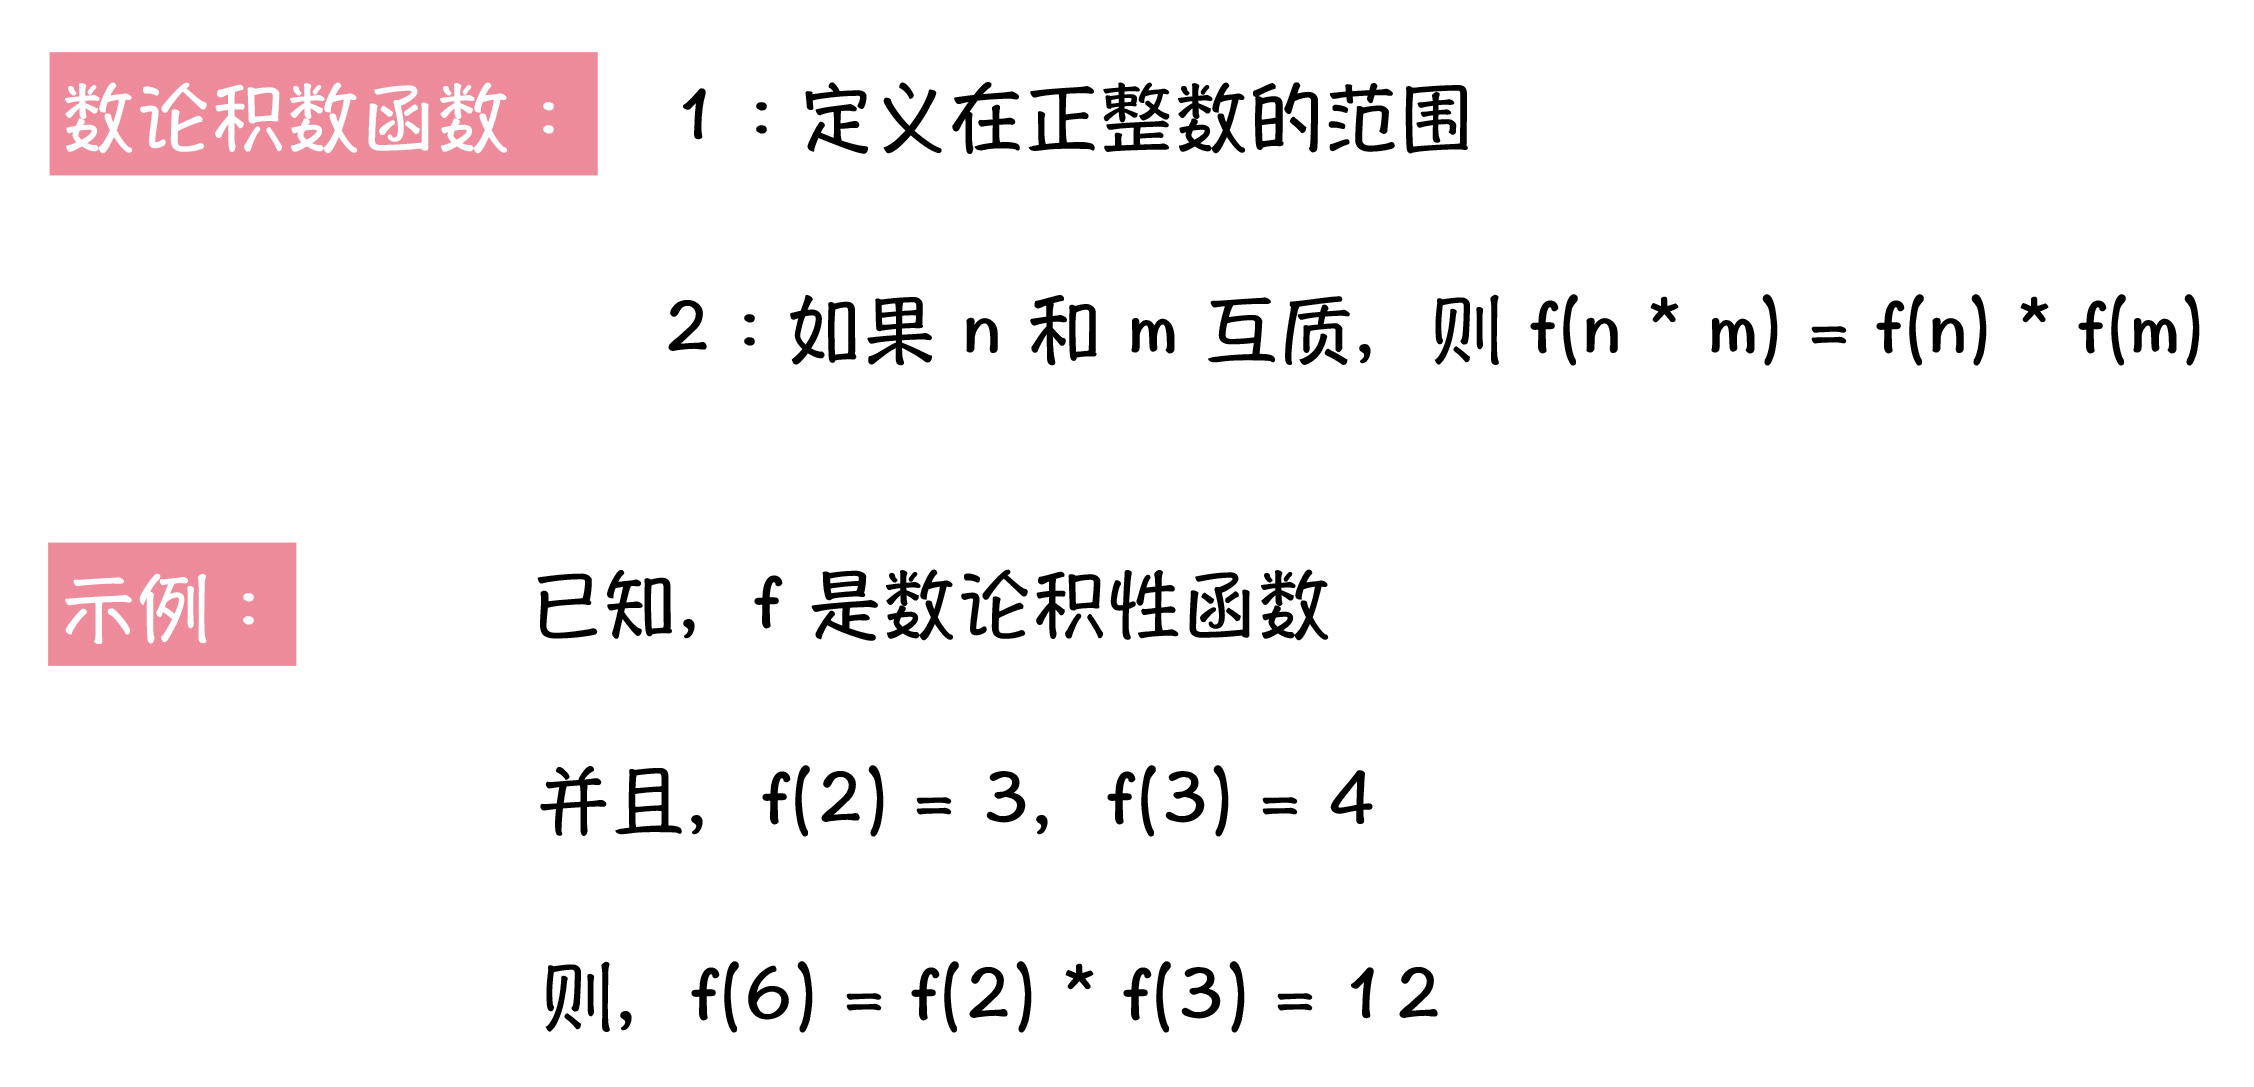 数论积数函数： 1：定义在正整数的范围
2：如果 n 和 m 互质，则 f(n * m) = f(n) * f(m)
示例： 已知，f 是数论积性函数
并且，f(2) = 3，f(3) = 4
则，f(6) = f(2) * f(3) = 12